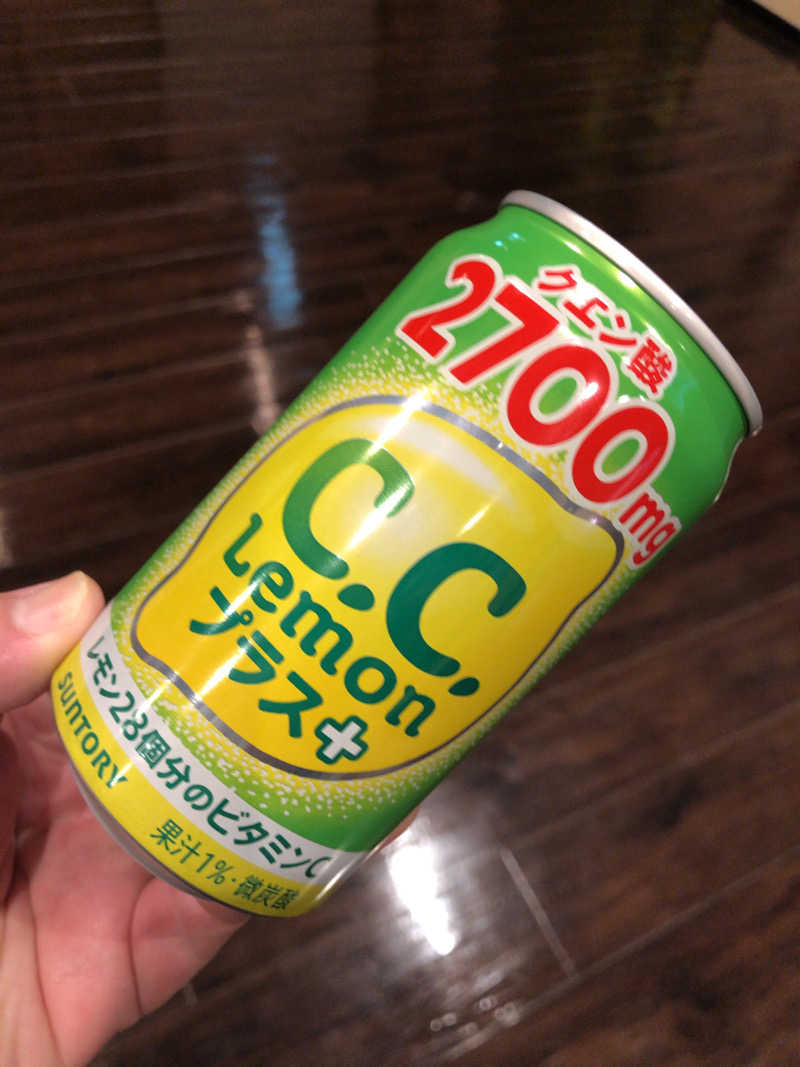 クエン酸
2700mg
C.C.
Lemon
プラス+
レモン28個分のビタミンC
SUNTORY
果汁1%・微炭酸